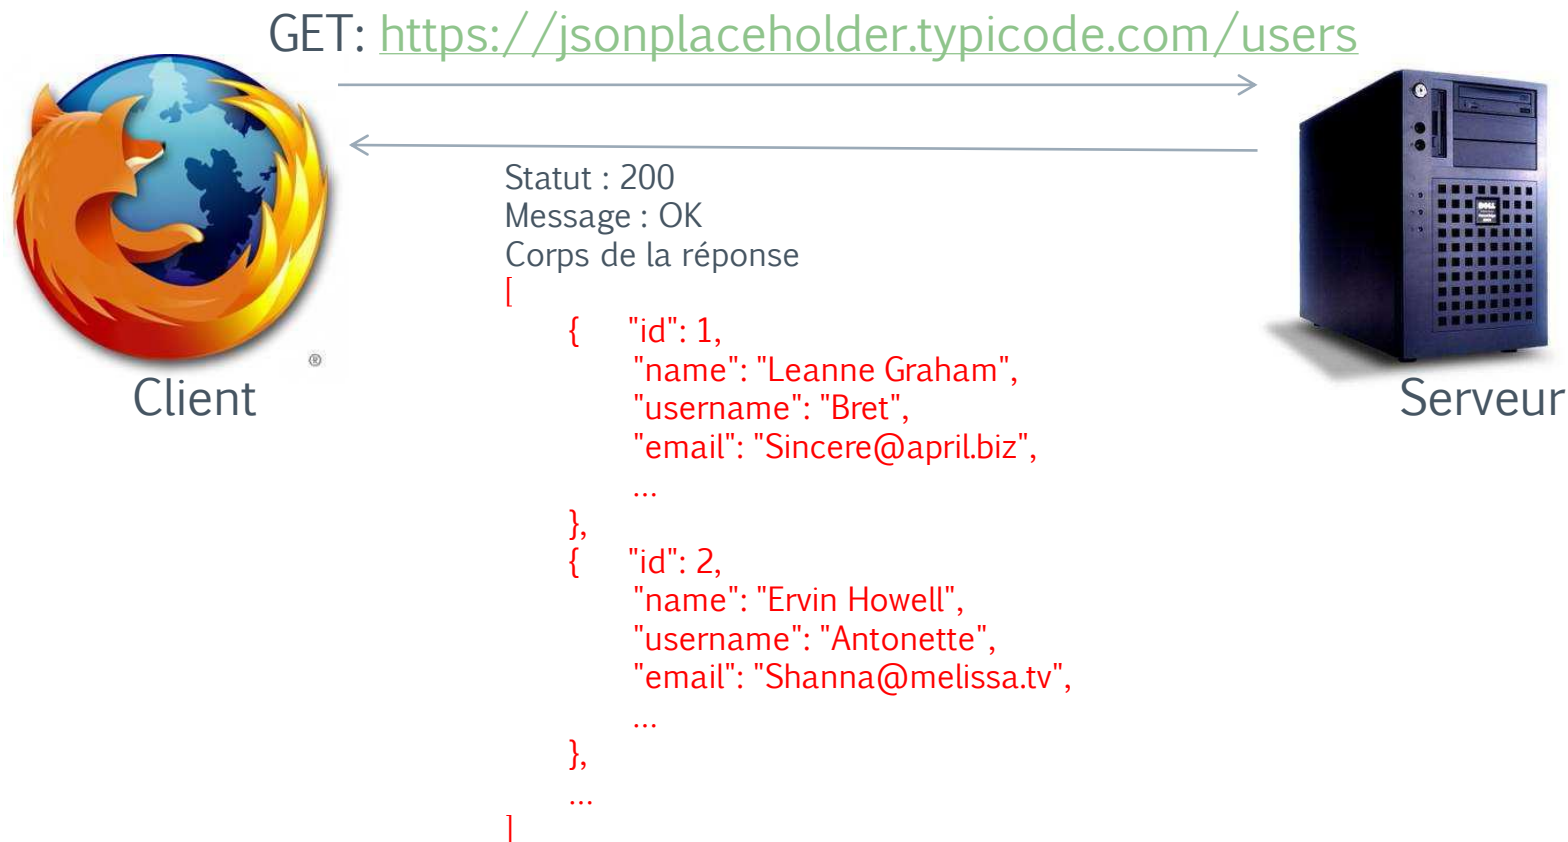 GET: https://jsonplaceholder.typicode.com/users
Statut : 200
Message : OK
Corps de la réponse
[
{ "id": 1,
"name": "Leanne Graham",
"username": "Bret",
"email": "Sincere@april.biz",
...
},
{ "id": 2,
"name": "Ervin Howell",
"username": "Antonette",
"email": "Shanna@melissa.tv",
...
},
...
]
®
Client
DELL
Serveur